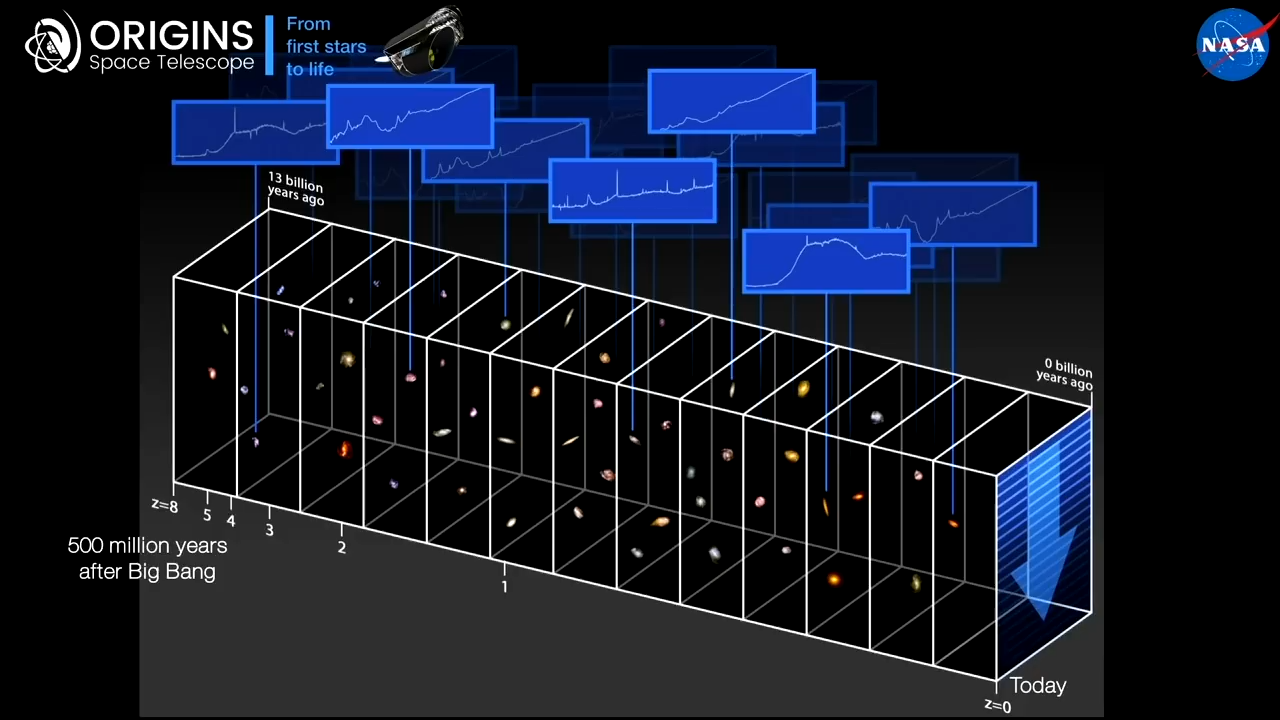 ORIGINS
Space Telescope
From
first stars
to life
NASA
13 billion
years ago
0 billion
years ago
z=8
5
4
3
2
1
500 million years
after Big Bang
Today
z=0